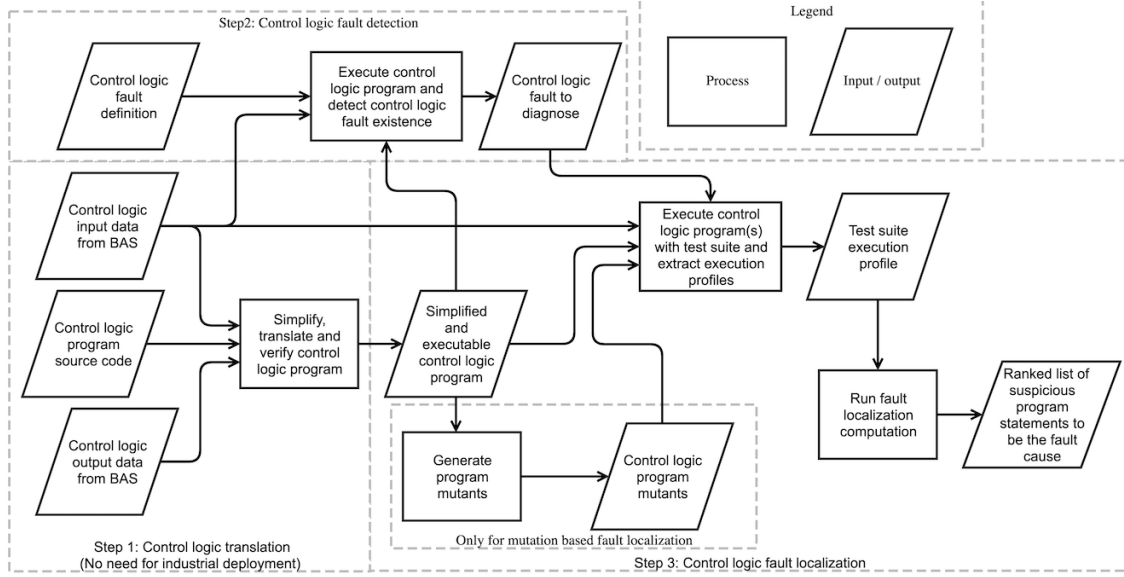 Step2: Control logic fault detection
Legend
Control logic
fault
definition
Execute control
logic program and
detect control logic
fault existence
Control logic
fault to
diagnose
Process
Input / output
Control logic
input data
from BAS
Execute control
logic program(s)
with test suite and
extract execution
profiles
Test suite
execution
profile
Control logic
program
source code
Simplify,
translate and
verify control
logic program
Simplified
and
executable
control logic
program
Run fault
localization
computation
Ranked list of
suspicious
program
statements to
be the fault
cause
Control logic
output data
from BAS
Generate
program
mutants
Control logic
program
mutants
Only for mutation based fault localization
Step 1: Control logic translation
(No need for industrial deployment)
Step 3: Control logic fault localization